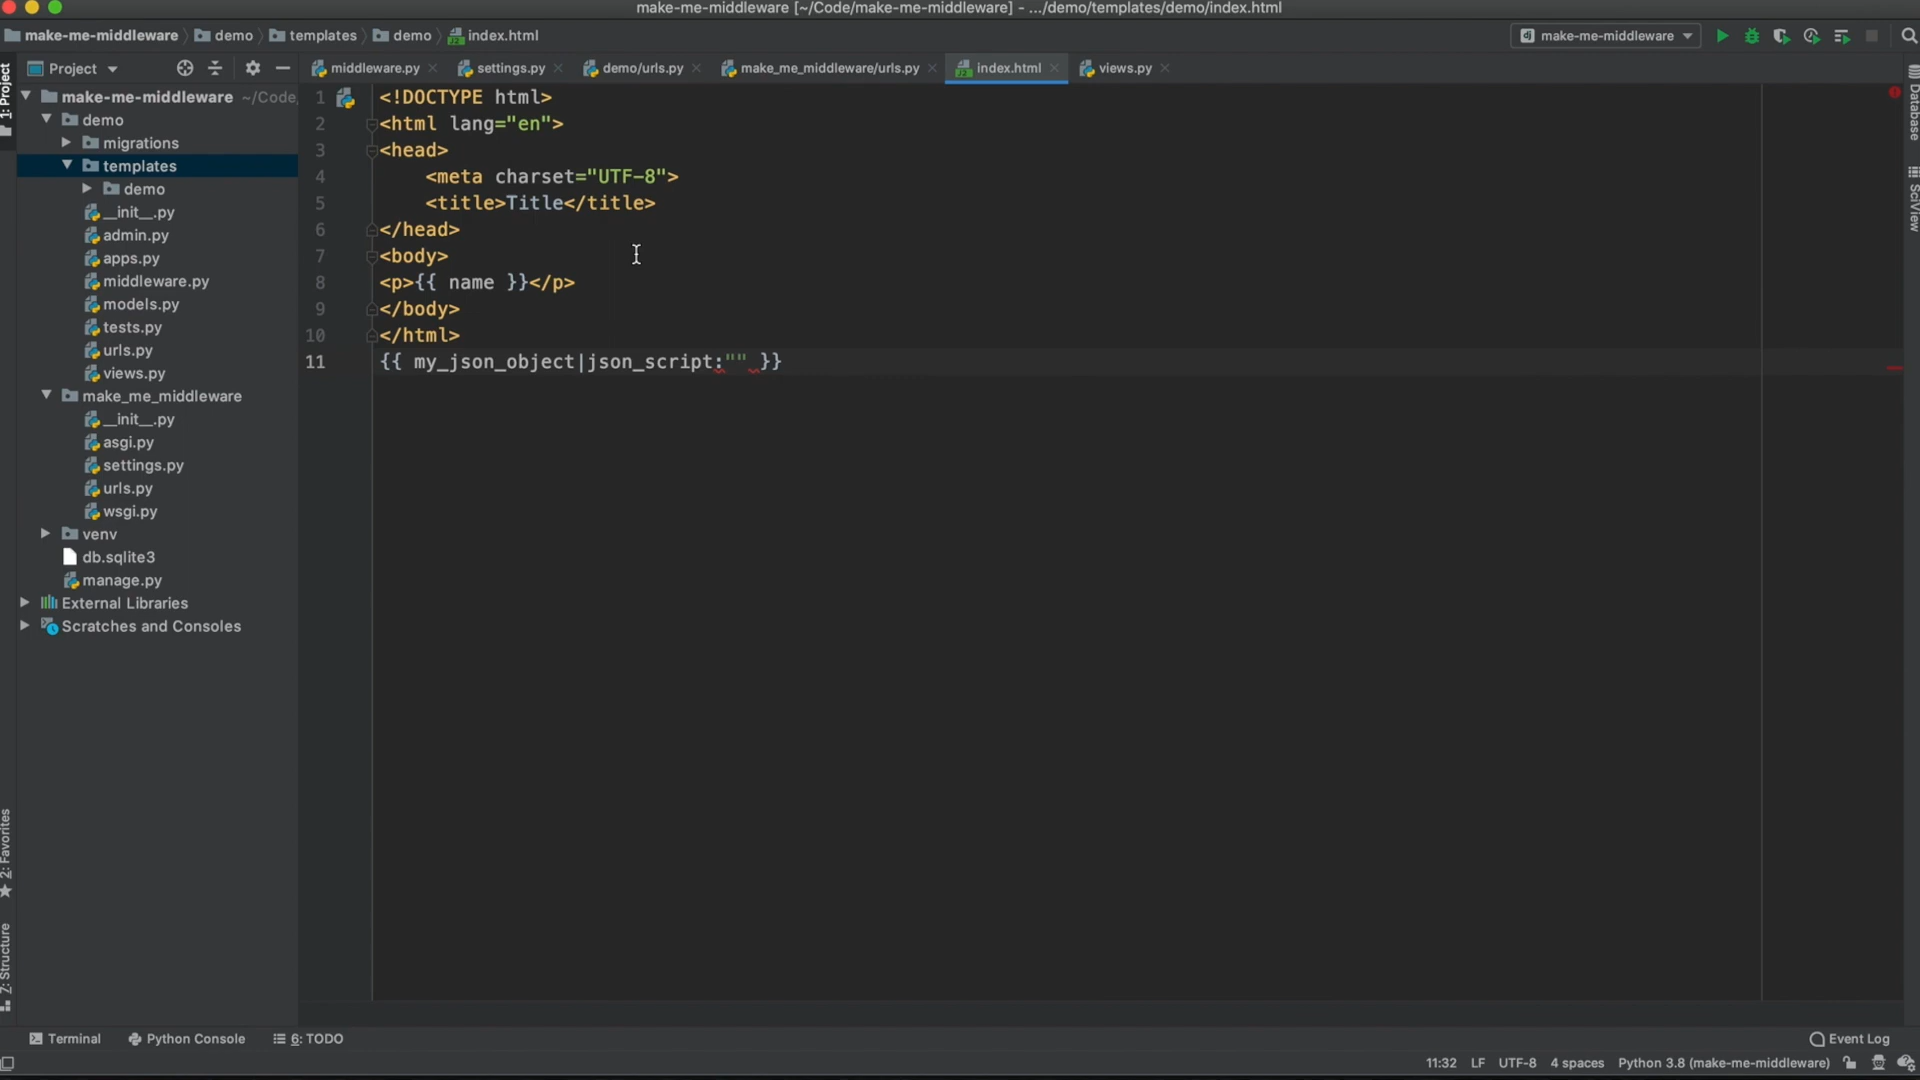 make-me-middleware [~/Code/make-me-middleware] - .../demo/templates/demo/index.html
make-me-middleware demo templates demo index.html
make-me-middleware
Project
middleware.py settings.py demo/urls.py make_me_middleware/urls.py index.html views.py
1: Project
make-me-middleware ~/Code
demo
migrations
templates
demo
__init__.py
admin.py
apps.py
middleware.py
models.py
tests.py
urls.py
views.py
make_me_middleware
__init__.py
asgi.py
settings.py
urls.py
wsgi.py
venv
db.sqlite3
manage.py
External Libraries
Scratches and Consoles
2: Favorites
Z: Structure
1 <!DOCTYPE html>
2 <html lang="en">
3 <head>
4 <meta charset="UTF-8">
5 <title>Title</title>
6 </head>
7 <body>
8 <p>{{ name }}</p>
9 </body>
10 </html>
11 {{ my_json_object|json_script:"" }}
Database
SciView
Terminal Python Console 6: TODO
Event Log
11:32 LF UTF-8 4 spaces Python 3.8 (make-me-middleware)